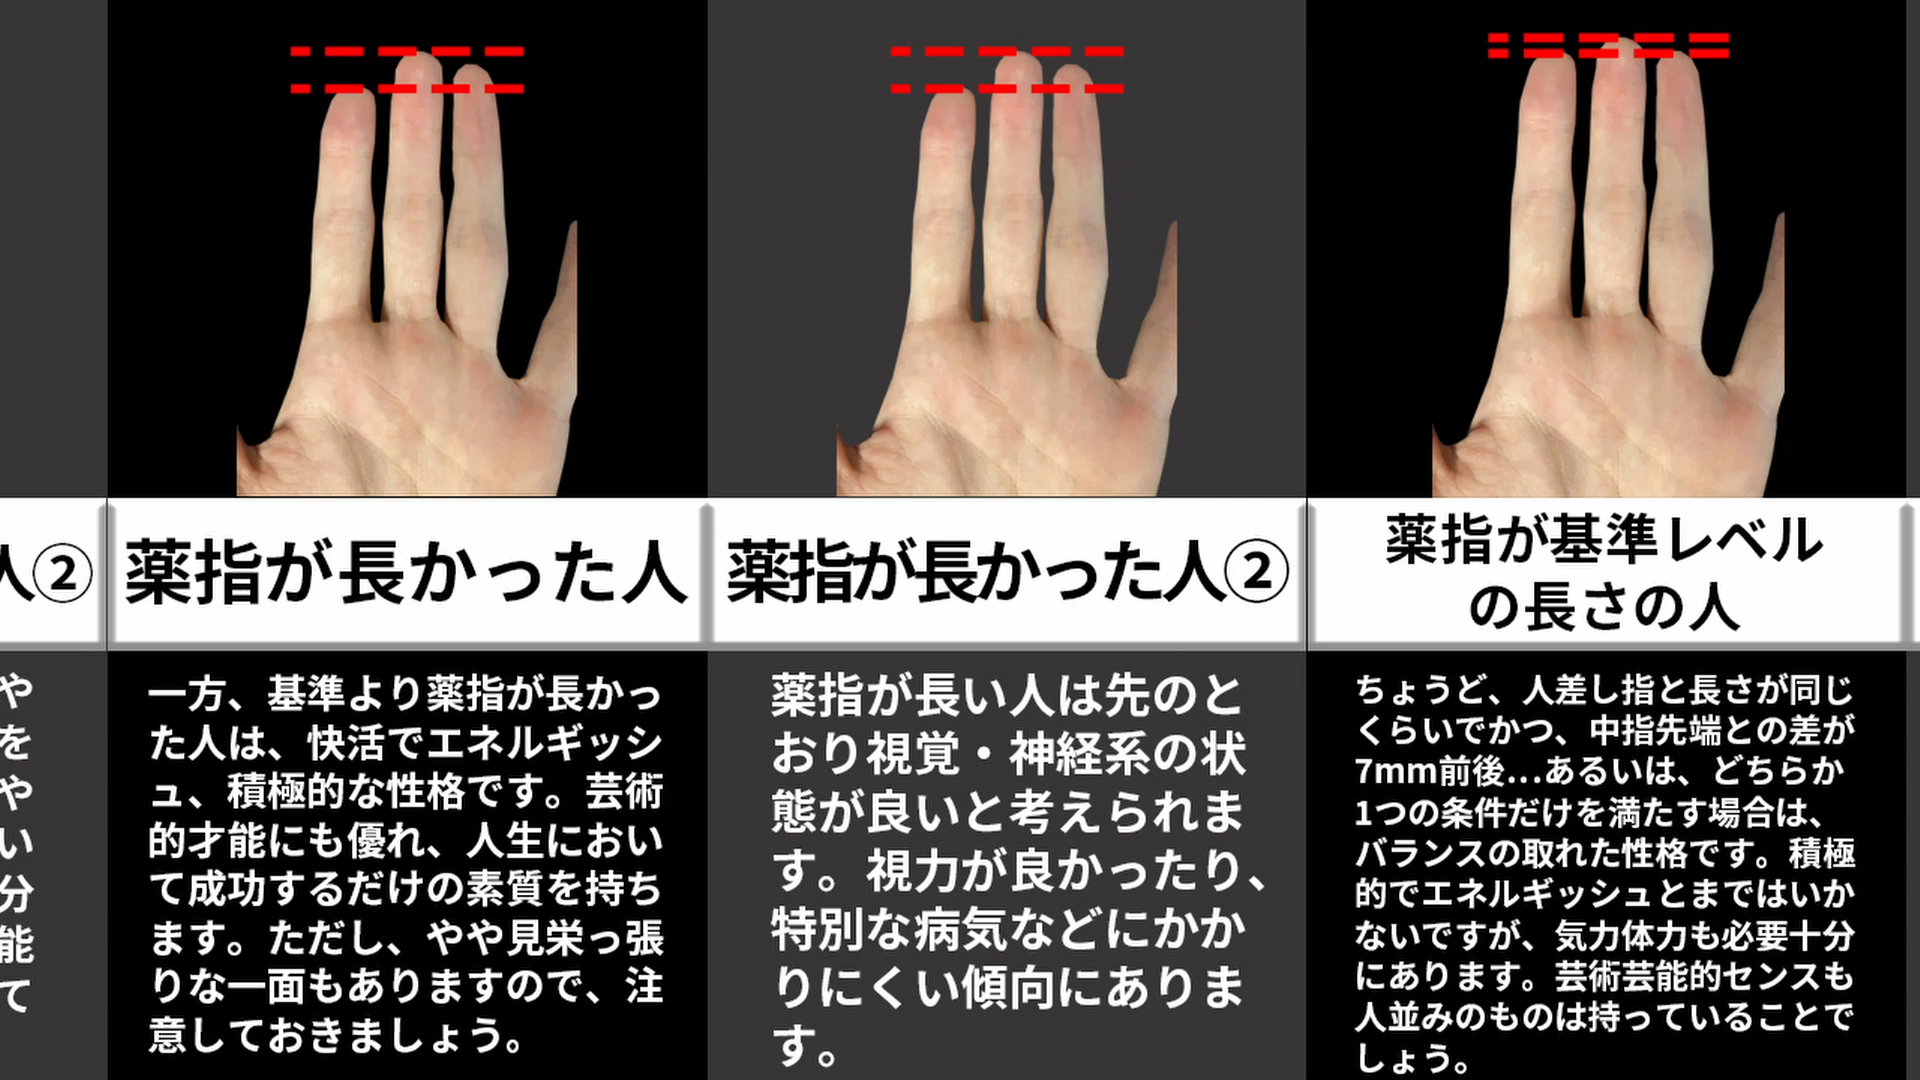 人②
や
を
や
い
分
能
て
薬指が長かった人
一方、基準より薬指が長かっ
た人は、快活でエネルギッシ
ュ、積極的な性格です。芸術
的才能にも優れ、人生におい
て成功するだけの素質を持ち
ます。ただし、やや見栄っ張
りな一面もありますので、注
意しておきましょう。
薬指が長かった人②
薬指が長い人は先のと
おり視覚・神経系の状
態が良いと考えられま
す。視力が良かったり、
特別な病気などにかか
りにくい傾向にありま
す。
薬指が基準レベル
の長さの人
ちょうど、人差し指と長さが同じ
くらいでかつ、中指先端との差が
7mm前後…あるいは、どちらか
1つの条件だけを満たす場合は、
バランスの取れた性格です。積極
的でエネルギッシュとまではいか
ないですが、気力体力も必要十分
にあります。芸術芸能的センスも
人並みのものは持っていることで
しょう。